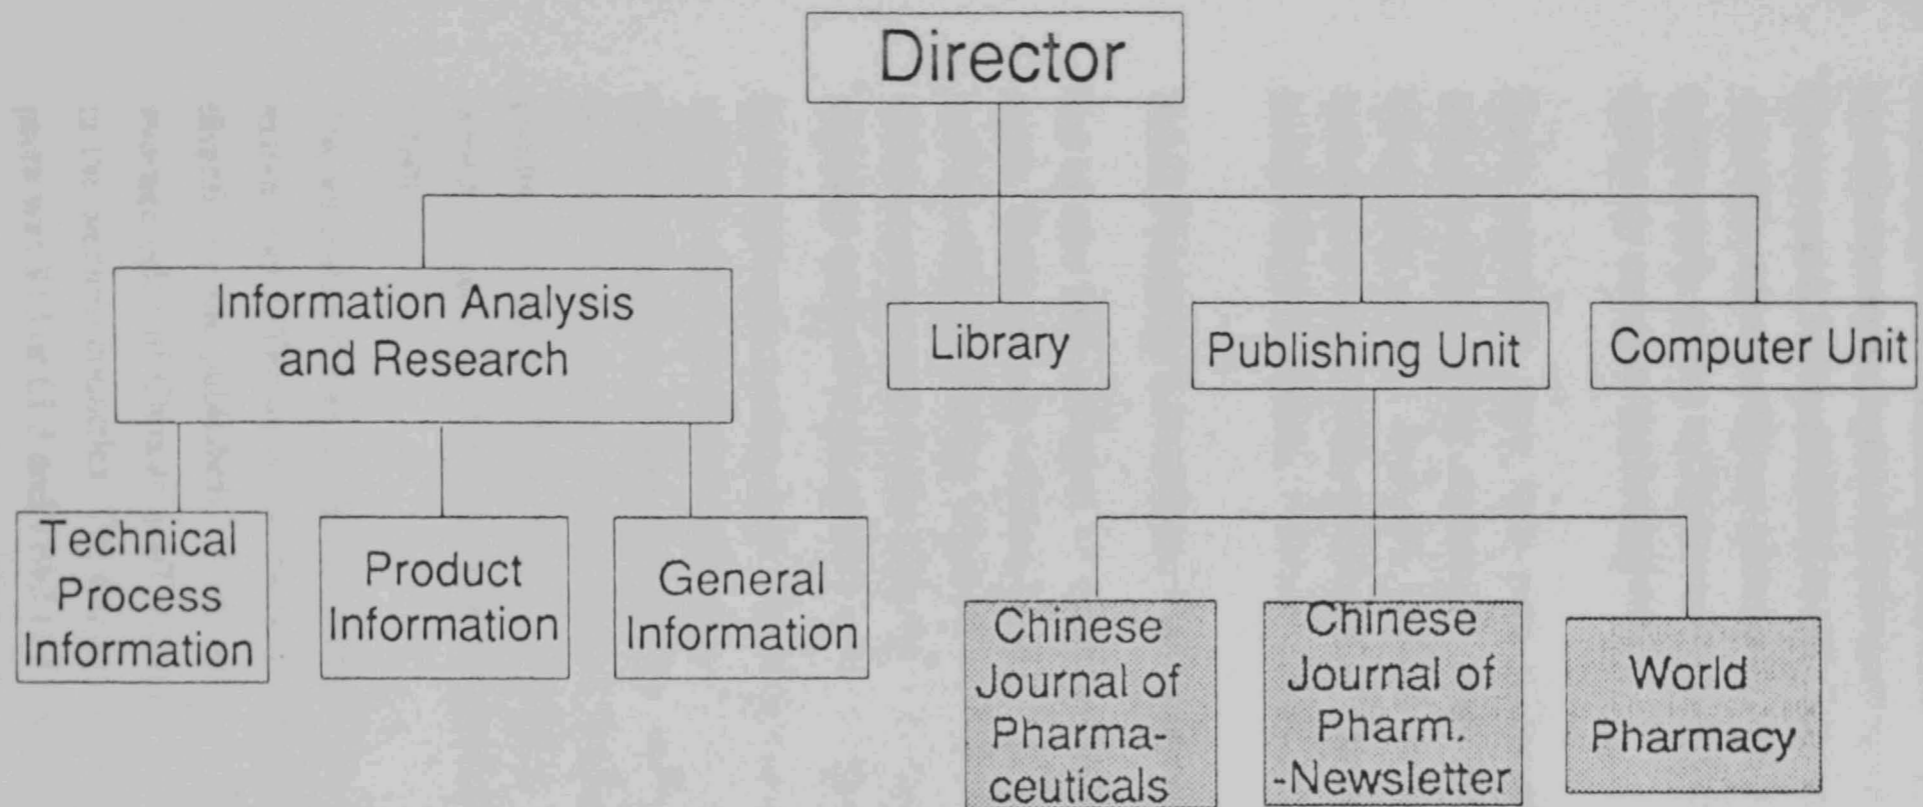 Director
Information Analysis
and Research
Library
Publishing Unit
Computer Unit
Technical
Process
Information
Product
Information
General
Information
Chinese
Journal of
Pharma-
ceuticals
Chinese
Journal of
Pharm.
-Newsletter
World
Pharmacy